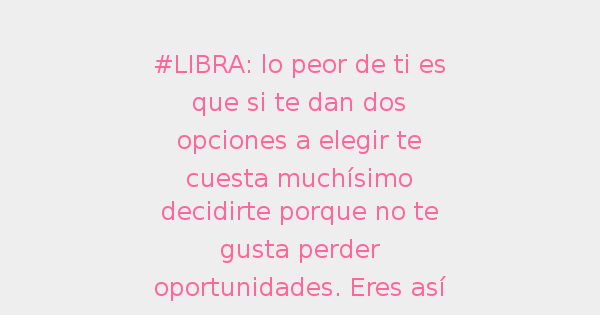 #LIBRA: lo peor de ti es
que si te dan dos
opciones a elegir te
cuesta muchísimo
decidirte porque no te
gusta perder
oportunidades. Eres así